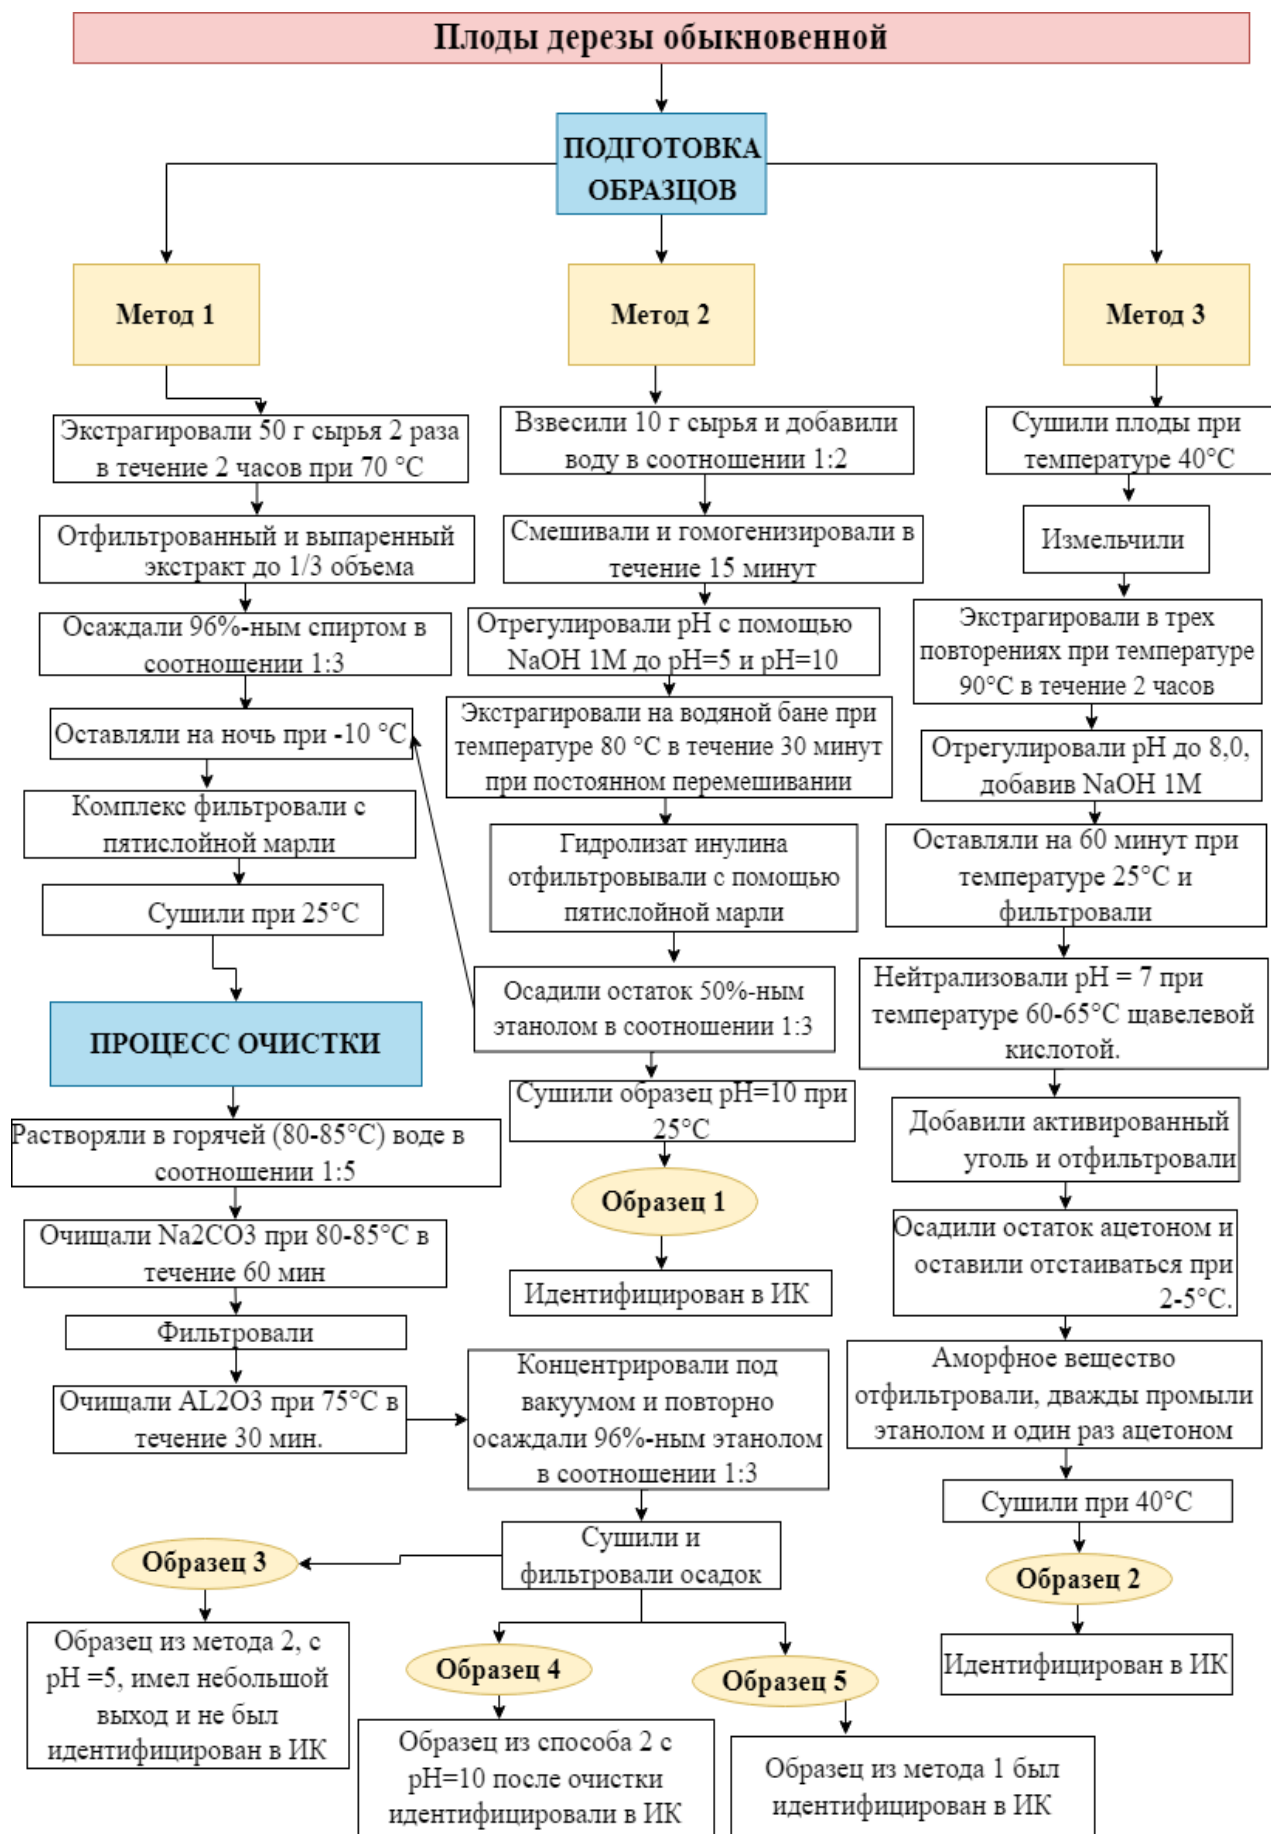 Плоды дерезы обыкновенной
ПОДГОТОВКА
ОБРАЗЦОВ
Метод 1
Экстрагировали 50 г сырья 2 раза
в течение 2 часов при 70 °C
Отфильтрованный и выпаренный
экстракт до 1/3 объема
Осаждали 96%-ным спиртом в
соотношении 1:3
Оставляли на ночь при -10 °C
Комплекс фильтровали с
пятислойной марли
Сушили при 25°C
ПРОЦЕСС ОЧИСТКИ
Растворяли в горячей (80-85°C) воде в
соотношении 1:5
Очищали Na2CO3 при 80-85°C в
течение 60 мин
Фильтровали
Очищали AL2O3 при 75°C в
течение 30 мин.
Метод 2
Взвесили 10 г сырья и добавили
воду в соотношении 1:2
Смешивали и гомогенизировали в
течение 15 минут
Отрегулировали pH с помощью
NaOH 1M до pH=5 и pH=10
Экстрагировали на водяной бане при
температуре 80 °C в течение 30 минут
при постоянном перемешивании
Гидролизат инулина
отфильтровывали с помощью
пятислойной марли
Осадили остаток 50%-ным
этанолом в соотношении 1:3
Сушили образец pH=10 при
25°C
Образец 1
Идентифицирован в ИК
Концентрировали под
вакуумом и повторно
осаждали 96%-ным этанолом
в соотношении 1:3
Сушили и
фильтровали осадок
Образец 3
Образец из метода 2, с
pH =5, имел небольшой
выход и не был
идентифицирован в ИК
Образец 4
Образец из способа 2 с
pH=10 после очистки
идентифицировали в ИК
Образец 5
Образец из метода 1 был
идентифицирован в ИК
Метод 3
Сушили плоды при
температуре 40°C
Измельчили
Экстрагировали в трех
повторениях при температуре
90°C в течение 2 часов
Отрегулировали pH до 8,0,
добавив NaOH 1M
Оставляли на 60 минут при
температуре 25°C и
фильтровали
Нейтрализовали pH = 7 при
температуре 60-65°C щавелевой
кислотой.
Добавили активированный
уголь и отфильтровали
Осадили остаток ацетоном и
оставили отстаиваться при
2-5°C.
Аморфное вещество
отфильтровали, дважды промыли
этанолом и один раз ацетоном
Сушили при 40°C
Образец 2
Идентифицирован в ИК